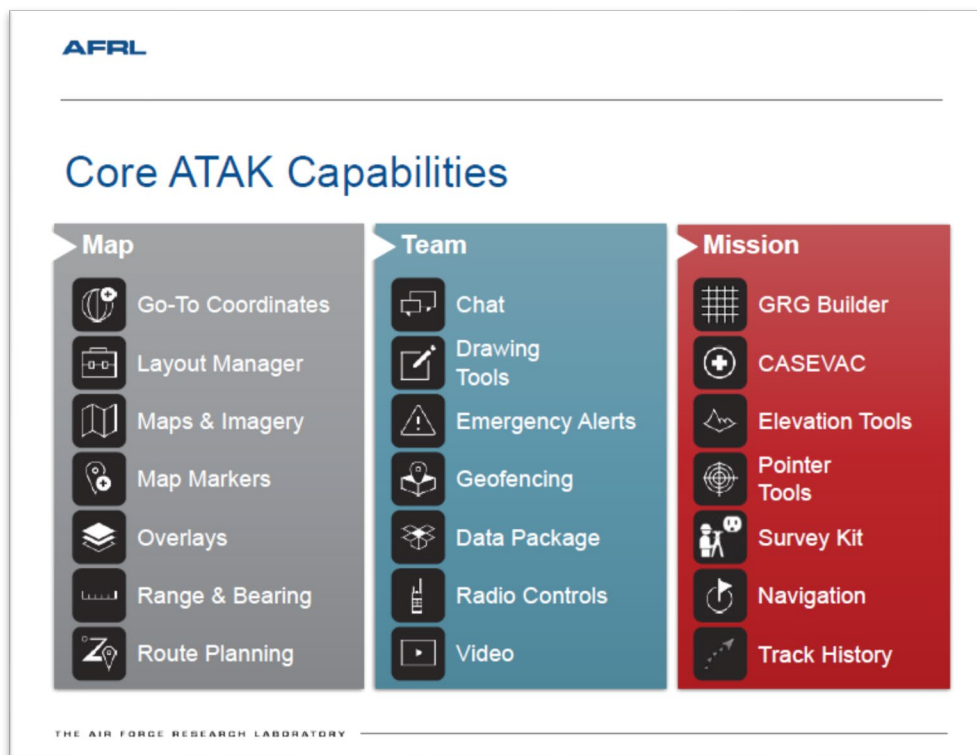 AFRL
Core ATAK Capabilities
Map
Go-To Coordinates
Layout Manager
Maps & Imagery
Map Markers
Overlays
Range & Bearing
Route Planning
Team
Chat
Drawing
Tools
Emergency Alerts
Geofencing
Data Package
Radio Controls
Video
Mission
GRG Builder
CASEVAC
Elevation Tools
Pointer
Tools
Survey Kit
Navigation
Track History
THE AIR FORCE RESEARCH LABORATORY